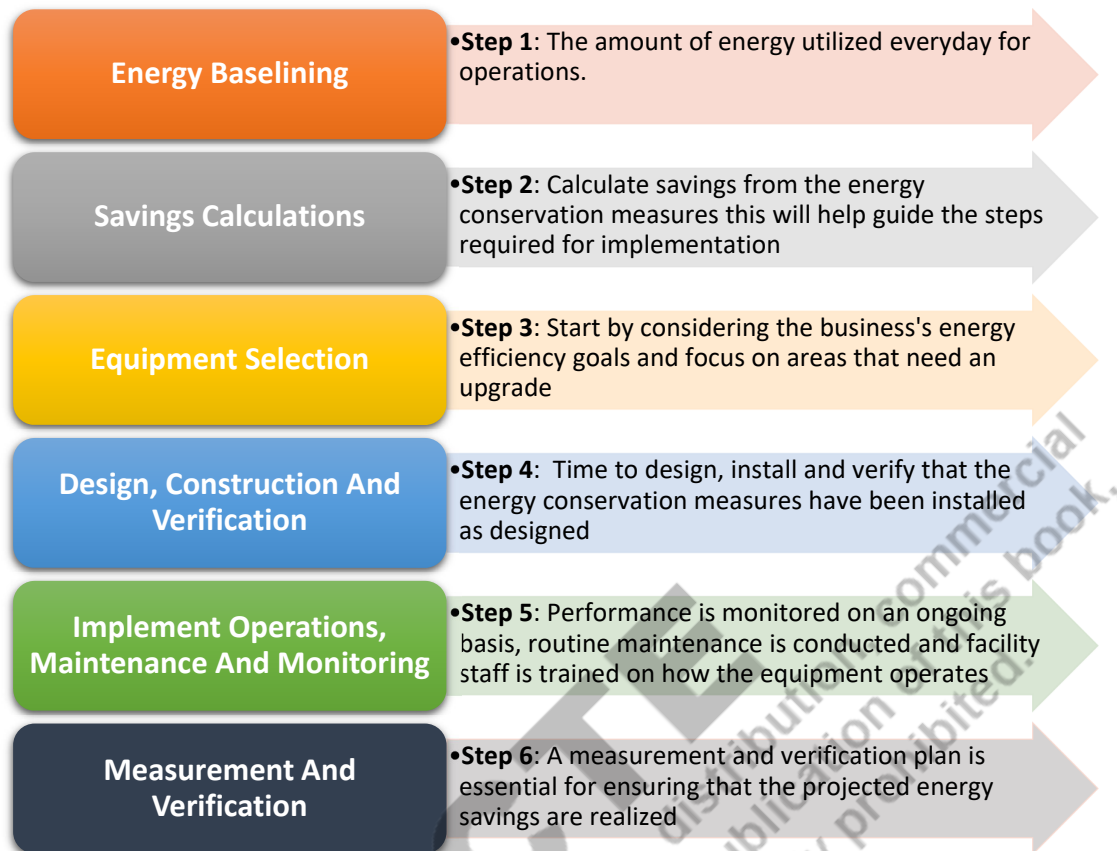 Energy Baselining
•Step 1: The amount of energy utilized everyday for
operations.
Savings Calculations
•Step 2: Calculate savings from the energy
conservation measures this will help guide the steps
required for implementation
Equipment Selection
•Step 3: Start by considering the business's energy
efficiency goals and focus on areas that need an
upgrade
Design, Construction And
Verification
•Step 4:  Time to design, install and verify that the
energy conservation measures have been installed
as designed
Implement Operations,
Maintenance And Monitoring
•Step 5: Performance is monitored on an ongoing
basis, routine maintenance is conducted and facility
staff is trained on how the equipment operates
Measurement And
Verification
•Step 6: A measurement and verification plan is
essential for ensuring that the projected energy
savings are realized
commercial
distribution
of this book.
prohibited.